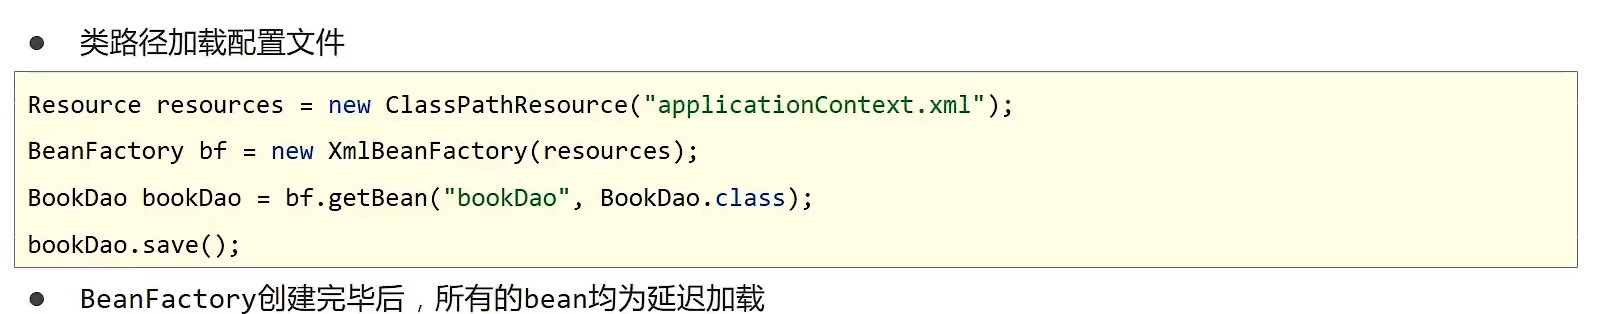 ● 类路径加载配置文件
Resource resources = new ClassPathResource("applicationContext.xml");
BeanFactory bf = new XmlBeanFactory(resources);
BookDao bookDao = bf.getBean("bookDao", BookDao.class);
bookDao.save();
● BeanFactory创建完毕后，所有的bean均为延迟加载